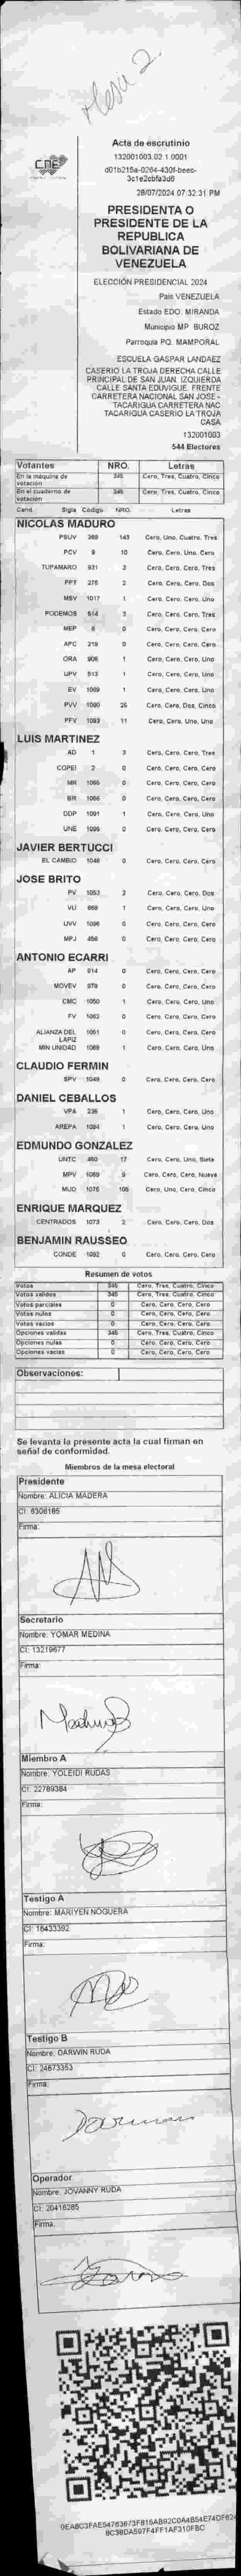 Mesa 2.
CNE
Acta de escrutinio
132001003.02.1.0001
d01b215a-0264-430f-beec-
3c1e2cbfa3d6
28/07/2024 07:32:31 PM
PRESIDENTA O
PRESIDENTE DE LA
REPUBLICA
BOLIVARIANA DE
VENEZUELA
ELECCIÓN PRESIDENCIAL 2024
País VENEZUELA
Estado EDO. MIRANDA
Municipio MP. BUROZ
Parroquia PQ. MAMPORAL
ESCUELA GASPAR LANDAEZ
CASERIO LA TROJA DERECHA CALLE
PRINCIPAL DE SAN JUAN. IZQUIERDA
CALLE SANTA EDUVIGUE. FRENTE
CARRETERA NACIONAL SAN JOSE -
TACARIGUA CARRETERA NAC
TACARIGUA CASERIO LA TROJA
CASA
132001003
544 Electores
Votantes NRO. Letras
En la máquina de votación 345 Cero, Tres, Cuatro, Cinco
En el cuaderno de votación 345 Cero, Tres, Cuatro, Cinco
Cand. Sigla Código NRO. Letras
NICOLAS MADURO
PSUV 269 143 Cero, Uno, Cuatro, Tres
PCV 9 10 Cero, Cero, Uno, Cero
TUPAMARO 931 3 Cero, Cero, Cero, Tres
PPT 275 2 Cero, Cero, Cero, Dos
MSV 1017 1 Cero, Cero, Cero, Uno
PODEMOS 514 3 Cero, Cero, Cero, Tres
MEP 6 0 Cero, Cero, Cero, Cero
APC 219 0 Cero, Cero, Cero, Cero
ORA 908 1 Cero, Cero, Cero, Uno
UPV 513 1 Cero, Cero, Cero, Uno
EV 1089 1 Cero, Cero, Cero, Uno
PVV 1090 25 Cero, Cero, Dos, Cinco
PFV 1093 11 Cero, Cero, Uno, Uno
LUIS MARTINEZ
AD 1 3 Cero, Cero, Cero, Tres
COPEI 2 0 Cero, Cero, Cero, Cero
MR 1065 0 Cero, Cero, Cero, Cero
BR 1066 0 Cero, Cero, Cero, Cero
DDP 1091 1 Cero, Cero, Cero, Uno
UNE 1096 0 Cero, Cero, Cero, Cero
JAVIER BERTUCCI
EL CAMBIO 1048 0 Cero, Cero, Cero, Cero
JOSE BRITO
PV 1053 2 Cero, Cero, Cero, Dos
VU 868 1 Cero, Cero, Cero, Uno
UVV 1098 0 Cero, Cero, Cero, Cero
MPJ 458 0 Cero, Cero, Cero, Cero
ANTONIO ECARRI
AP 914 0 Cero, Cero, Cero, Cero
MOVEV 978 0 Cero, Cero, Cero, Cero
CMC 1050 1 Cero, Cero, Cero, Uno
FV 1062 0 Cero, Cero, Cero, Cero
ALIANZA DEL LAPIZ 1051 0 Cero, Cero, Cero, Cero
MIN UNIDAD 1088 1 Cero, Cero, Cero, Uno
CLAUDIO FERMIN
SPV 1049 0 Cero, Cero, Cero, Cero
DANIEL CEBALLOS
VPA 236 1 Cero, Cero, Cero, Uno
AREPA 1094 1 Cero, Cero, Cero, Uno
EDMUNDO GONZALEZ
UNTC 460 17 Cero, Cero, Uno, Siete
MPV 1069 9 Cero, Cero, Cero, Nueve
MUD 1075 105 Cero, Uno, Cero, Cinco
ENRIQUE MARQUEZ
CENTRADOS 1073 2 Cero, Cero, Cero, Dos
BENJAMIN RAUSSEO
CONDE 1092 0 Cero, Cero, Cero, Cero
Resumen de votos
Votos 345 Cero, Tres, Cuatro, Cinco
Votos validos 345 Cero, Tres, Cuatro, Cinco
Votos parciales 0 Cero, Cero, Cero, Cero
Votos nulos 0 Cero, Cero, Cero, Cero
Votos vacios 0 Cero, Cero, Cero, Cero
Opciones validas 345 Cero, Tres, Cuatro, Cinco
Opciones nulas 0 Cero, Cero, Cero, Cero
Opciones vacias 0 Cero, Cero, Cero, Cero
Observaciones:
Se levanta la presente acta la cual firman en
señal de conformidad.
Miembros de la mesa electoral
Presidente
Nombre: ALICIA MADERA
CI: 6306185
Firma:
Secretario
Nombre: YOMAR MEDINA
CI: 13219677
Firma:
Miembro A
Nombre: YOLEIDI RUDAS
CI: 22789384
Firma:
Testigo A
Nombre: MARIYEN NOGUERA
CI: 16433392
Firma:
Testigo B
Nombre: DARWIN RUDA
CI: 24673353
Firma:
Darwin
Operador
Nombre: JOVANNY RUDA
CI: 20416285
Firma: